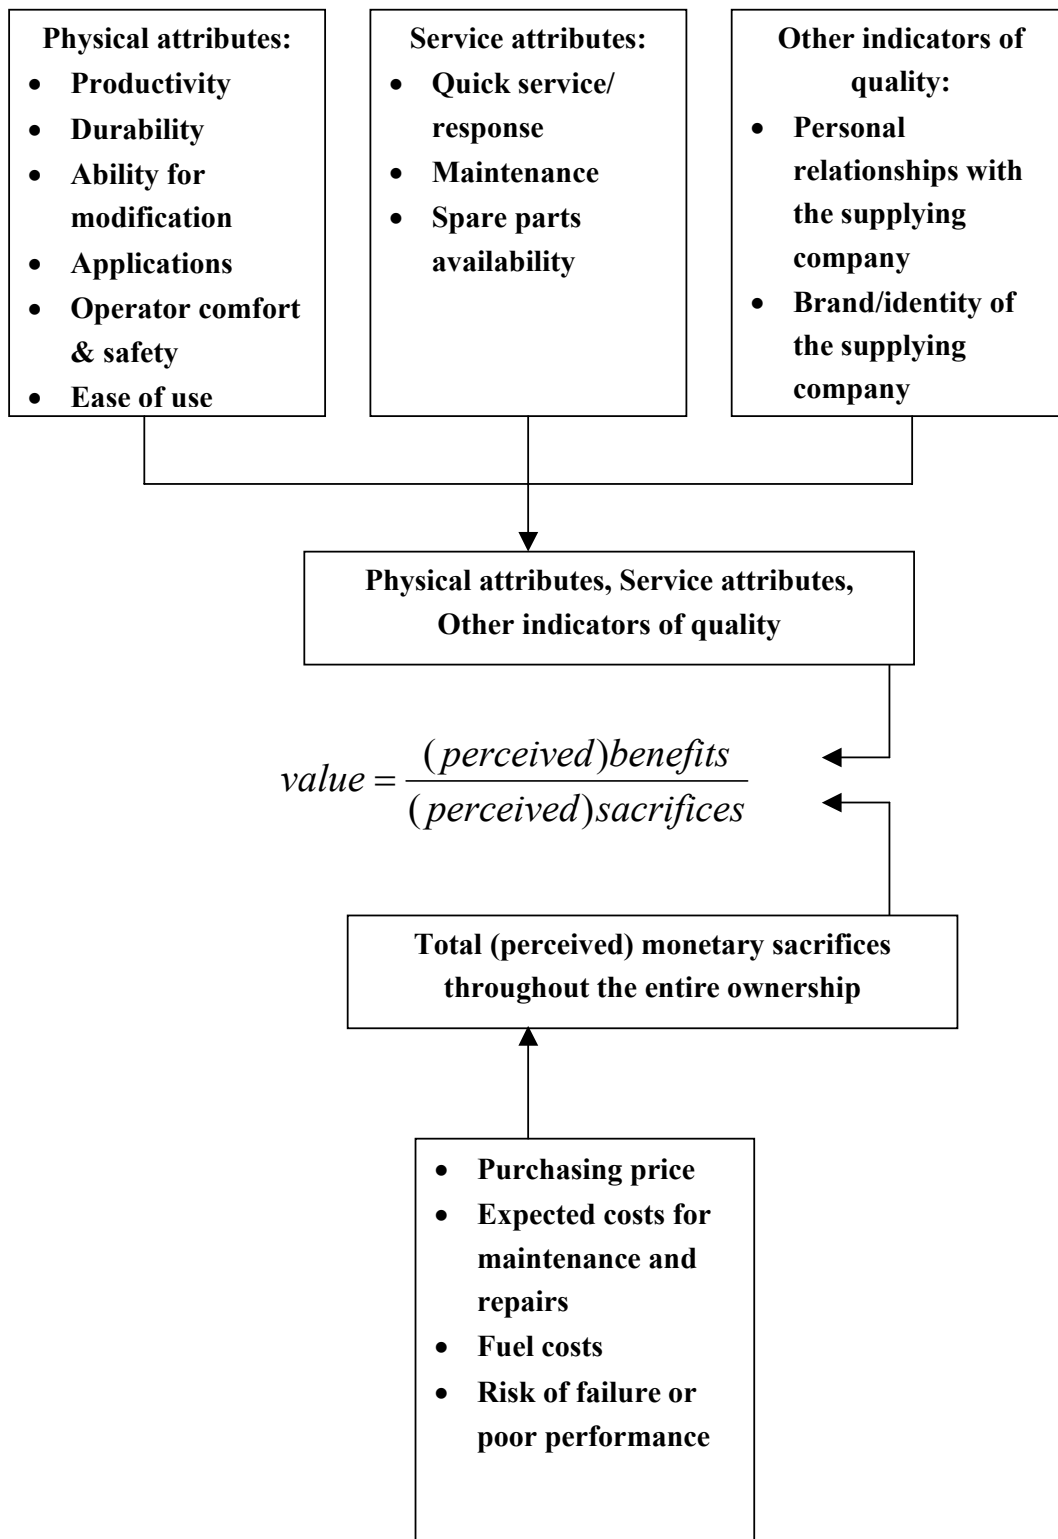 Physical attributes:
• Productivity
• Durability
• Ability for
modification
• Applications
• Operator comfort
& safety
• Ease of use
Service attributes:
• Quick service/
response
• Maintenance
• Spare parts
availability
Other indicators of
quality:
• Personal
relationships with
the supplying
company
• Brand/identity of
the supplying
company
Physical attributes, Service attributes,
Other indicators of quality
value = (perceived)benefits
(perceived)sacrifices
Total (perceived) monetary sacrifices
throughout the entire ownership
• Purchasing price
• Expected costs for
maintenance and
repairs
• Fuel costs
• Risk of failure or
poor performance